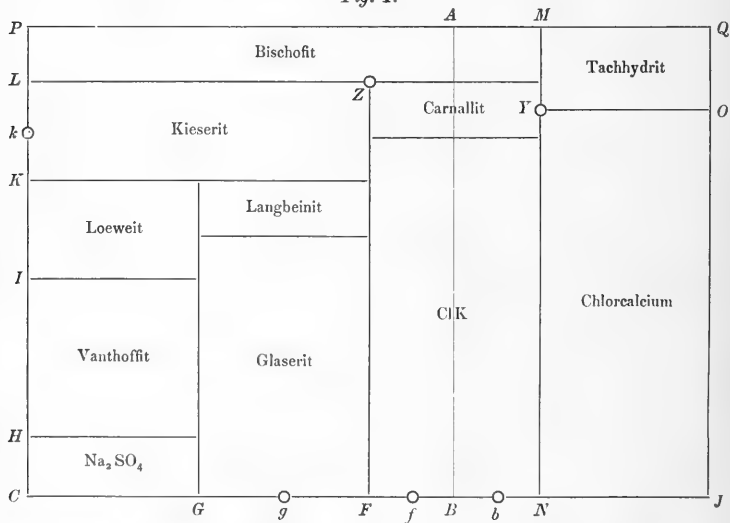 Fig. 1.
P A M Q
Bischofit
Tachhydrit
L
Z
Carnallit
Y O
k
Kieserit
K
Langbeinit
Loeweit
I
ClK
Chlorcalcium
Vanthoffit
Glaserit
H
Na₂SO₄
C G g F f B b N J